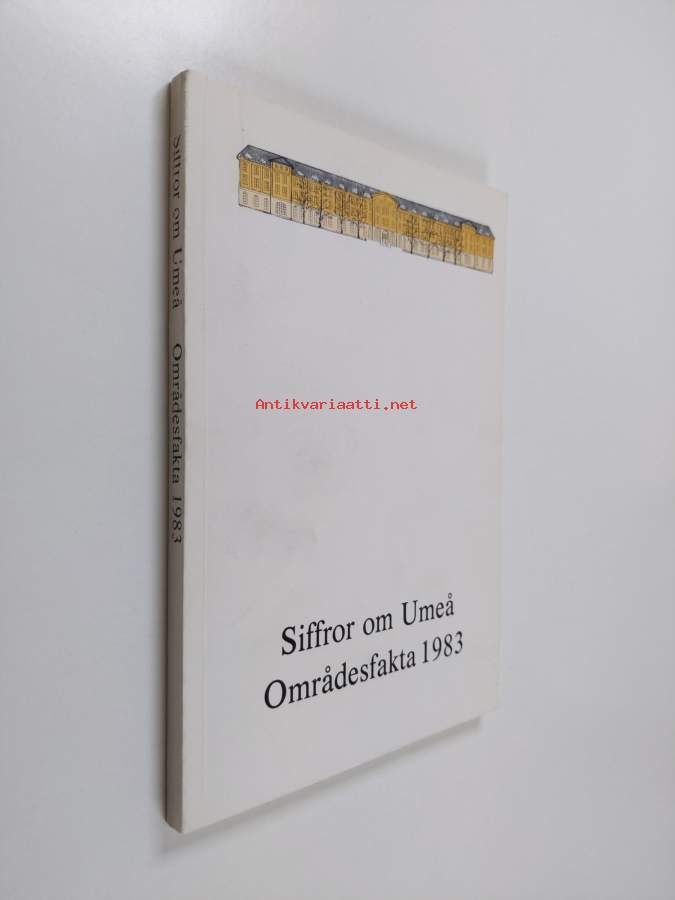 Siffror om Umeå Områdesfakta 1983
Antikvariaatti.net
Siffror om Umeå
Områdesfakta 1983